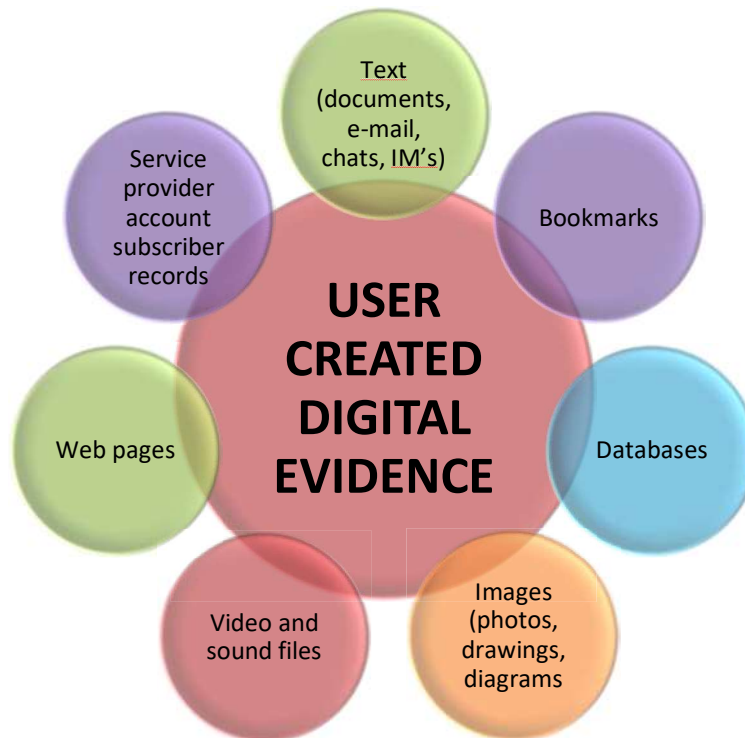 Text
(documents,
e-mail,
chats, IM's)
Service
provider
account
subscriber
records
Bookmarks
USER
CREATED
DIGITAL
EVIDENCE
Web pages
Databases
Video and
sound files
Images
(photos,
drawings,
diagrams